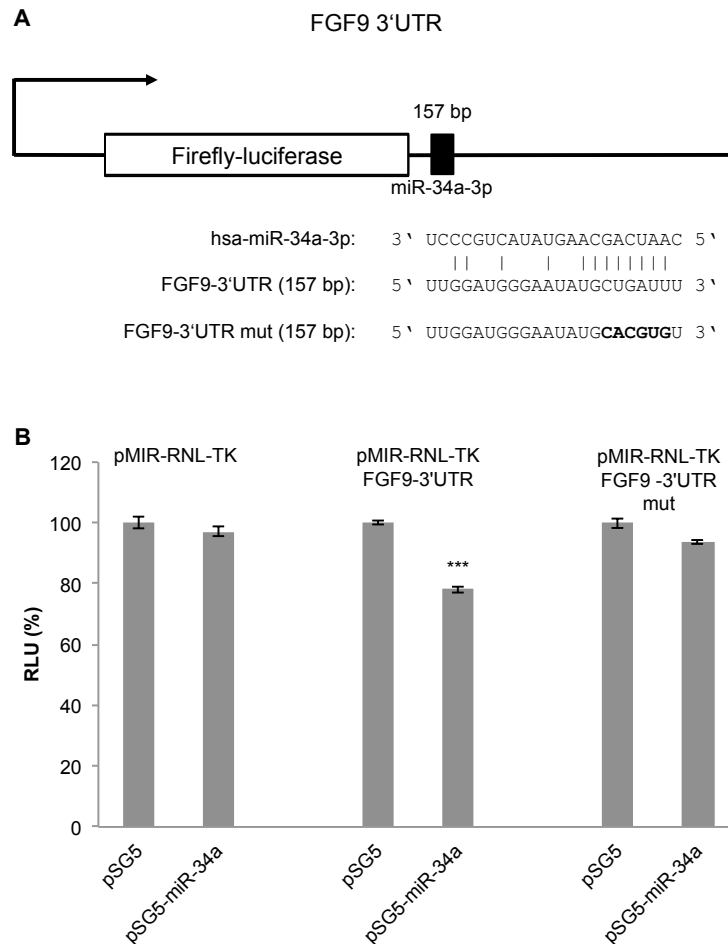 A
FGF9 3‘UTR
157 bp
Firefly-luciferase
miR-34a-3p
hsa-miR-34a-3p: 3‘ UCCCGUCAUAUGAACGACUAAC 5‘
FGF9-3‘UTR (157 bp): 5‘ UUGGAUGGGAAUAUGCUGAUUU 3‘
FGF9-3‘UTR mut (157 bp): 5‘ UUGGAUGGGAAUAUGCACGUGU 3‘
B
pMIR-RNL-TK
pMIR-RNL-TK
FGF9-3'UTR
pMIR-RNL-TK
FGF9 -3'UTR
mut
RLU (%)
120
100
80
60
40
20
0
***
pSG5
pSG5-miR-34a
pSG5
pSG5-miR-34a
pSG5
pSG5-miR-34a